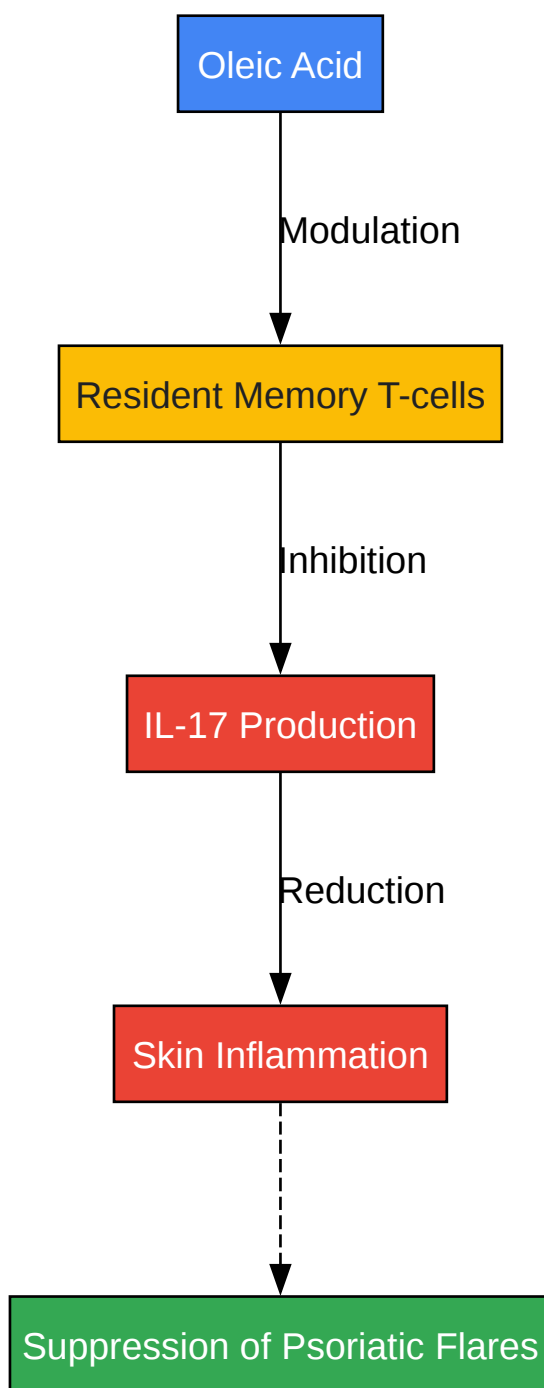 Oleic Acid
Modulation
Resident Memory T-cells
Inhibition
IL-17 Production
Reduction
Skin Inflammation
Suppression of Psoriatic Flares